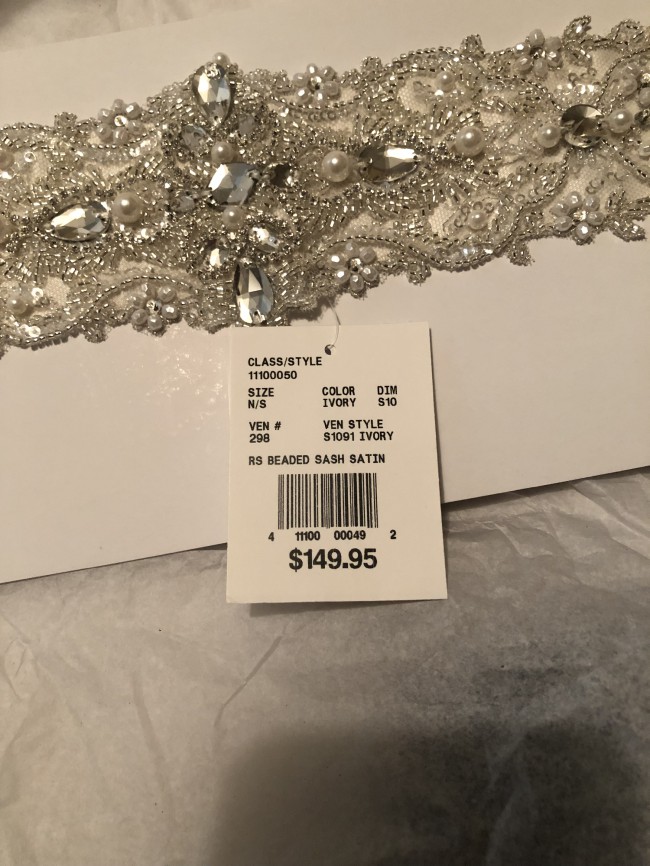 CLASS/STYLE
11100050
SIZE COLOR DIM
N/S IVORY S10
VEN # VEN STYLE
298 S1091 IVORY
RS BEADED SASH SATIN
4 11100 00049 2
$149.95